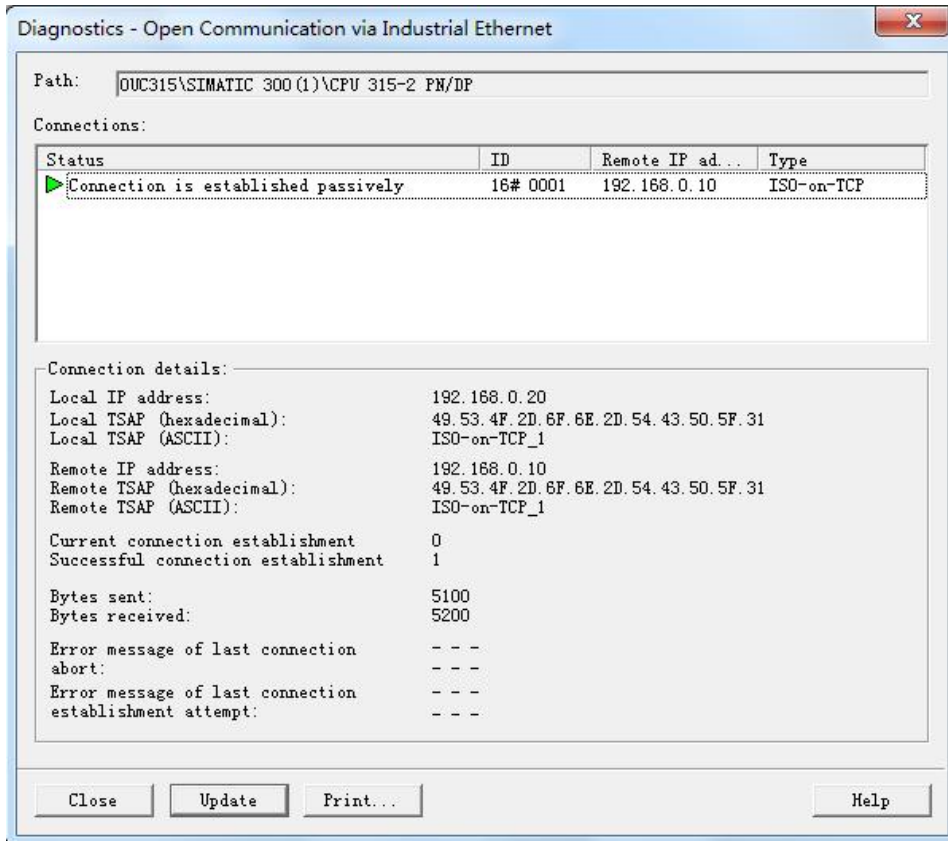 Diagnostics - Open Communication via Industrial Ethernet
X
Path: OUC315\SIMATIC 300(1)\CPU 315-2 PN/DP
Connections:
Status ID Remote IP ad... Type
Connection is established passively 16# 0001 192.168.0.10 ISO-on-TCP
Connection details:
Local IP address: 192.168.0.20
Local TSAP (hexadecimal): 49.53.4F.2D.6F.6E.2D.54.43.50.5F.31
Local TSAP (ASCII): ISO-on-TCP_1
Remote IP address: 192.168.0.10
Remote TSAP (hexadecimal): 49.53.4F.2D.6F.6E.2D.54.43.50.5F.31
Remote TSAP (ASCII): ISO-on-TCP_1
Current connection establishment 0
Successful connection establishment 1
Bytes sent: 5100
Bytes received: 5200
Error message of last connection - - -
abort: - - -
Error message of last connection - - -
establishment attempt: - - -
Close Update Print... Help